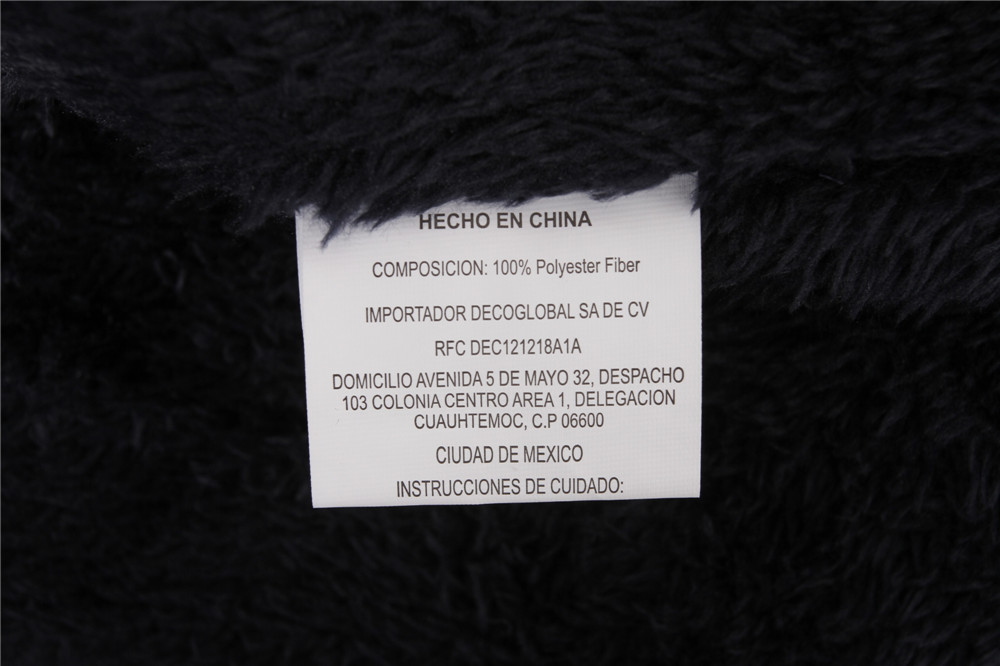 HECHO EN CHINA
COMPOSICION: 100% Polyester Fiber
IMPORTADOR DECOGLOBAL SA DE CV
RFC DEC121218A1A
DOMICILIO AVENIDA 5 DE MAYO 32, DESPACHO
103 COLONIA CENTRO AREA 1, DELEGACION
CUAUHTEMOC, C.P 06600
CIUDAD DE MEXICO
INSTRUCCIONES DE CUIDADO: